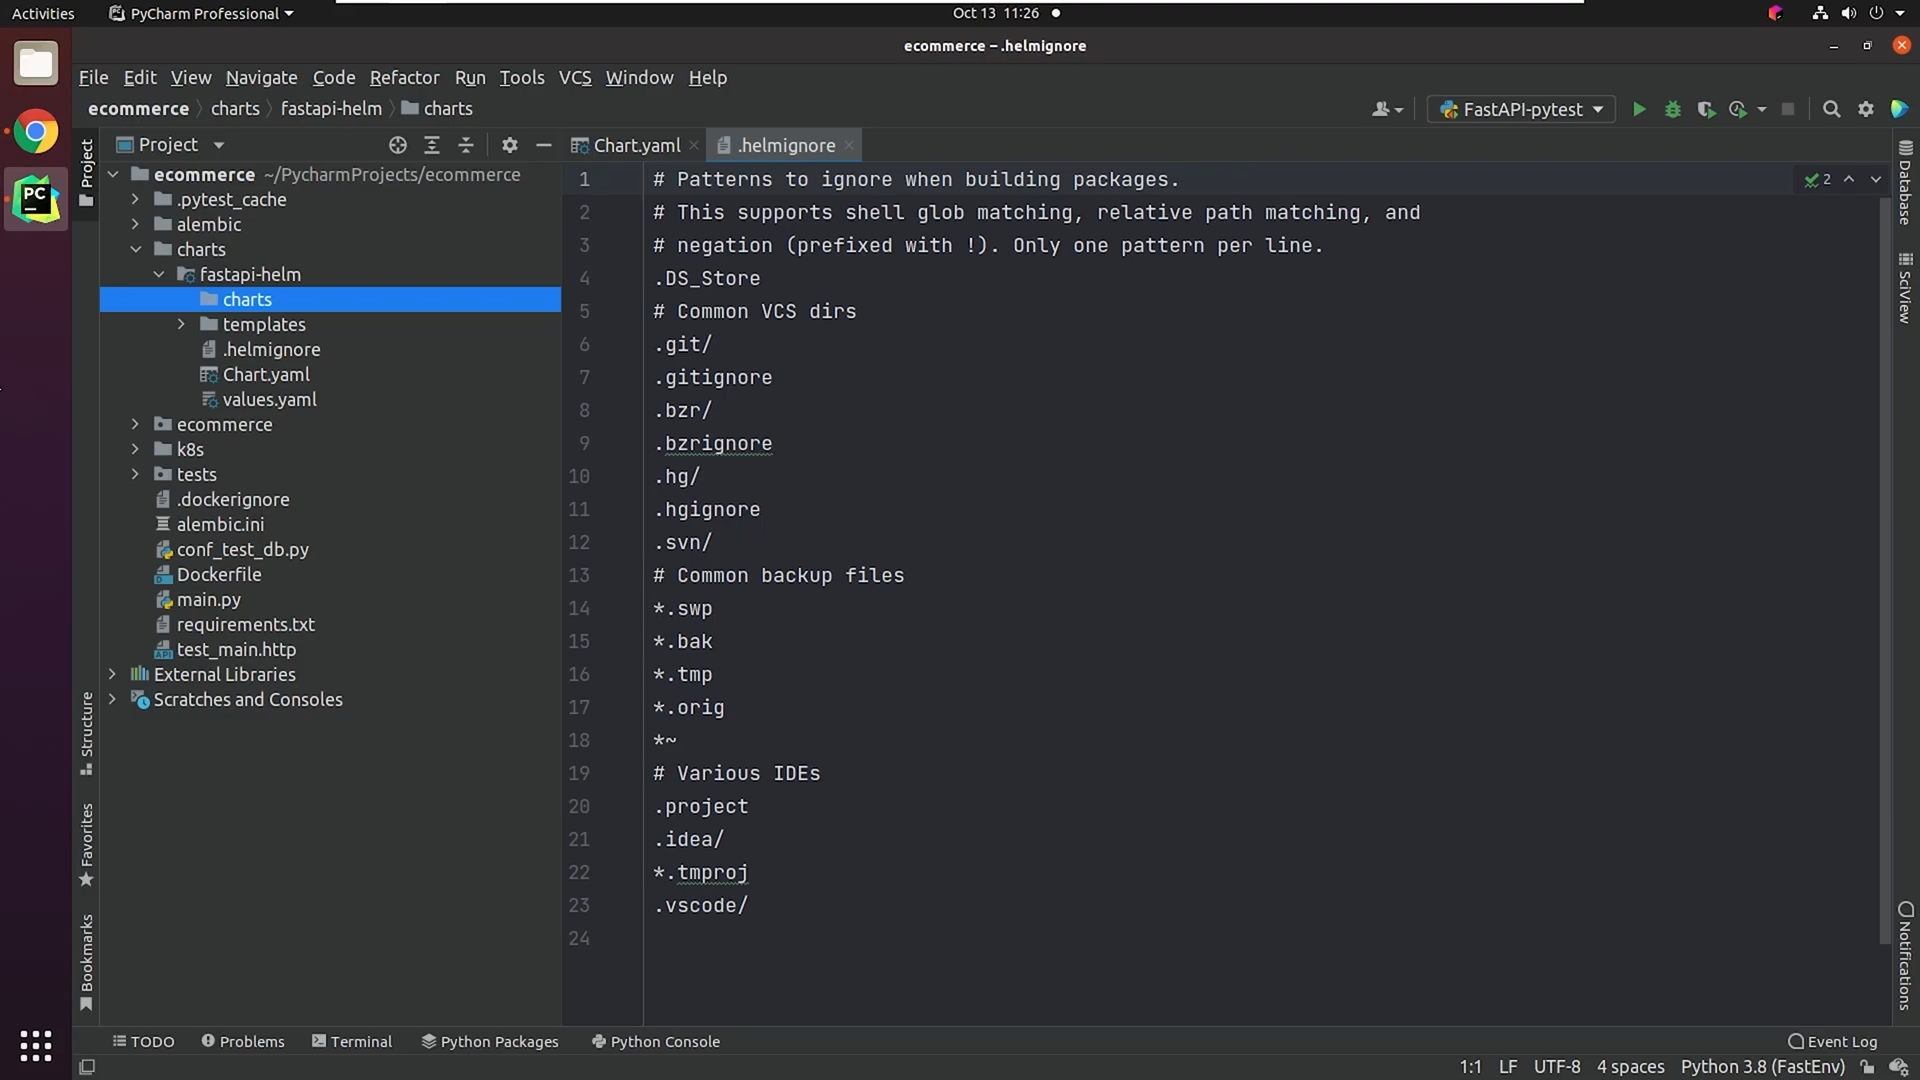 Activities PyCharm Professional Oct 13 11:26
ecommerce – .helmignore
File Edit View Navigate Code Refactor Run Tools VCS Window Help
ecommerce charts fastapi-helm charts FastAPI-pytest
Project Project Chart.yaml .helmignore
ecommerce ~/PycharmProjects/ecommerce
.pytest_cache
alembic
charts
fastapi-helm
charts
templates
.helmignore
Chart.yaml
values.yaml
ecommerce
k8s
tests
.dockerignore
alembic.ini
conf_test_db.py
Dockerfile
main.py
requirements.txt
test_main.http
External Libraries
Scratches and Consoles
1 # Patterns to ignore when building packages.
2 # This supports shell glob matching, relative path matching, and
3 # negation (prefixed with !). Only one pattern per line.
4 .DS_Store
5 # Common VCS dirs
6 .git/
7 .gitignore
8 .bzr/
9 .bzrignore
10 .hg/
11 .hgignore
12 .svn/
13 # Common backup files
14 *.swp
15 *.bak
16 *.tmp
17 *.orig
18 *~
19 # Various IDEs
20 .project
21 .idea/
22 *.tmproj
23 .vscode/
24
2
Database
SciView
Notifications
Structure
Favorites
Bookmarks
PC
TODO Problems Terminal Python Packages Python Console Event Log
1:1 LF UTF-8 4 spaces Python 3.8 (FastEnv)